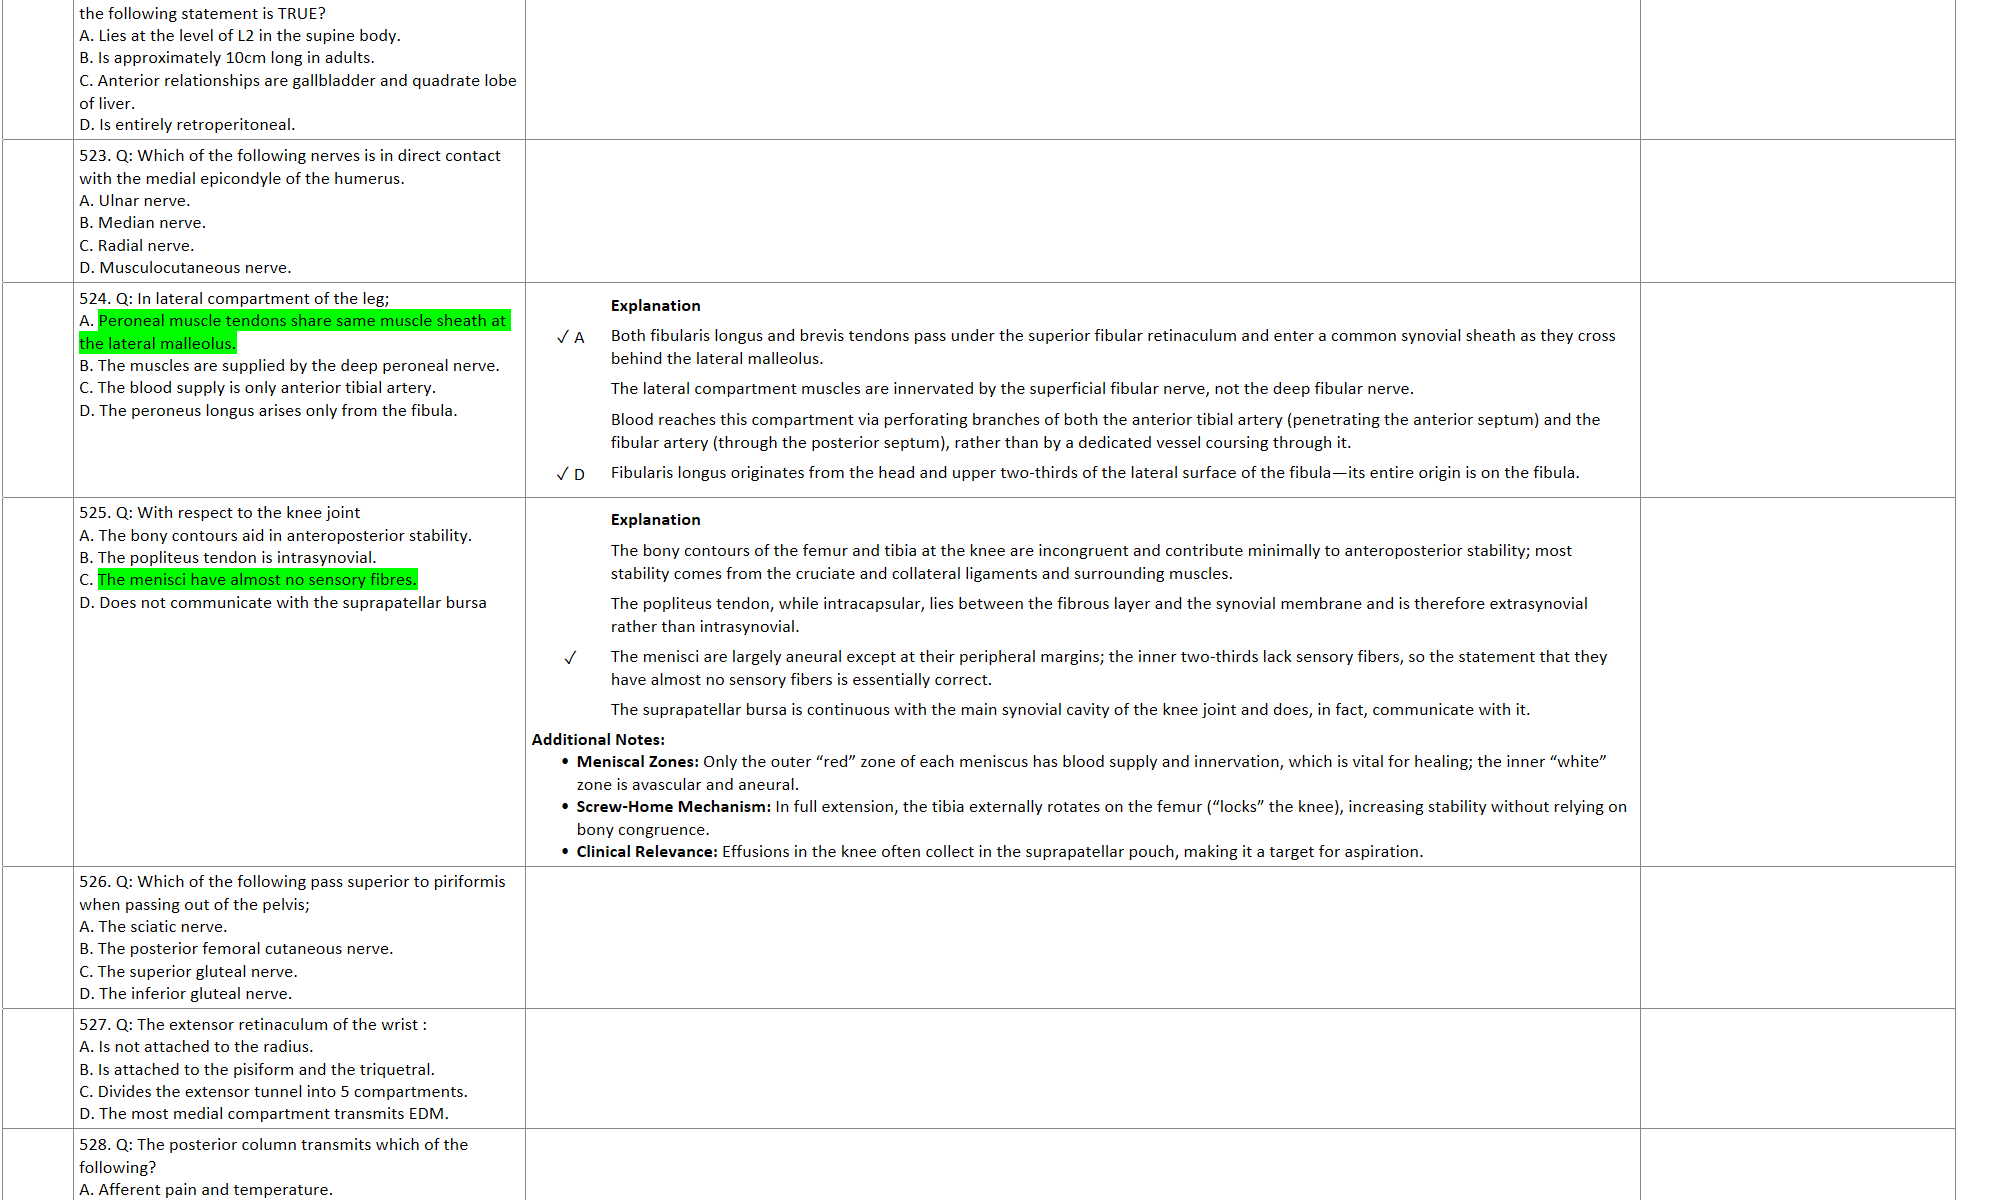 the following statement is TRUE?
A. Lies at the level of L2 in the supine body.
B. Is approximately 10cm long in adults.
C. Anterior relationships are gallbladder and quadrate lobe
of liver.
D. Is entirely retroperitoneal.
523. Q: Which of the following nerves is in direct contact
with the medial epicondyle of the humerus.
A. Ulnar nerve.
B. Median nerve.
C. Radial nerve.
D. Musculocutaneous nerve.
524. Q: In lateral compartment of the leg;
A. Peroneal muscle tendons share same muscle sheath at
the lateral malleolus.
B. The muscles are supplied by the deep peroneal nerve.
C. The blood supply is only anterior tibial artery.
D. The peroneus longus arises only from the fibula.
Explanation
✓ A Both fibularis longus and brevis tendons pass under the superior fibular retinaculum and enter a common synovial sheath as they cross
behind the lateral malleolus.
The lateral compartment muscles are innervated by the superficial fibular nerve, not the deep fibular nerve.
Blood reaches this compartment via perforating branches of both the anterior tibial artery (penetrating the anterior septum) and the
fibular artery (through the posterior septum), rather than by a dedicated vessel coursing through it.
✓ D Fibularis longus originates from the head and upper two-thirds of the lateral surface of the fibula—its entire origin is on the fibula.
525. Q: With respect to the knee joint
A. The bony contours aid in anteroposterior stability.
B. The popliteus tendon is intrasynovial.
C. The menisci have almost no sensory fibres.
D. Does not communicate with the suprapatellar bursa
Explanation
The bony contours of the femur and tibia at the knee are incongruent and contribute minimally to anteroposterior stability; most
stability comes from the cruciate and collateral ligaments and surrounding muscles.
The popliteus tendon, while intracapsular, lies between the fibrous layer and the synovial membrane and is therefore extrasynovial
rather than intrasynovial.
✓ The menisci are largely aneural except at their peripheral margins; the inner two-thirds lack sensory fibers, so the statement that they
have almost no sensory fibers is essentially correct.
The suprapatellar bursa is continuous with the main synovial cavity of the knee joint and does, in fact, communicate with it.
Additional Notes:
• Meniscal Zones: Only the outer “red” zone of each meniscus has blood supply and innervation, which is vital for healing; the inner “white”
zone is avascular and aneural.
• Screw-Home Mechanism: In full extension, the tibia externally rotates on the femur (“locks” the knee), increasing stability without relying on
bony congruence.
• Clinical Relevance: Effusions in the knee often collect in the suprapatellar pouch, making it a target for aspiration.
526. Q: Which of the following pass superior to piriformis
when passing out of the pelvis;
A. The sciatic nerve.
B. The posterior femoral cutaneous nerve.
C. The superior gluteal nerve.
D. The inferior gluteal nerve.
527. Q: The extensor retinaculum of the wrist :
A. Is not attached to the radius.
B. Is attached to the pisiform and the triquetral.
C. Divides the extensor tunnel into 5 compartments.
D. The most medial compartment transmits EDM.
528. Q: The posterior column transmits which of the
following?
A. Afferent pain and temperature.